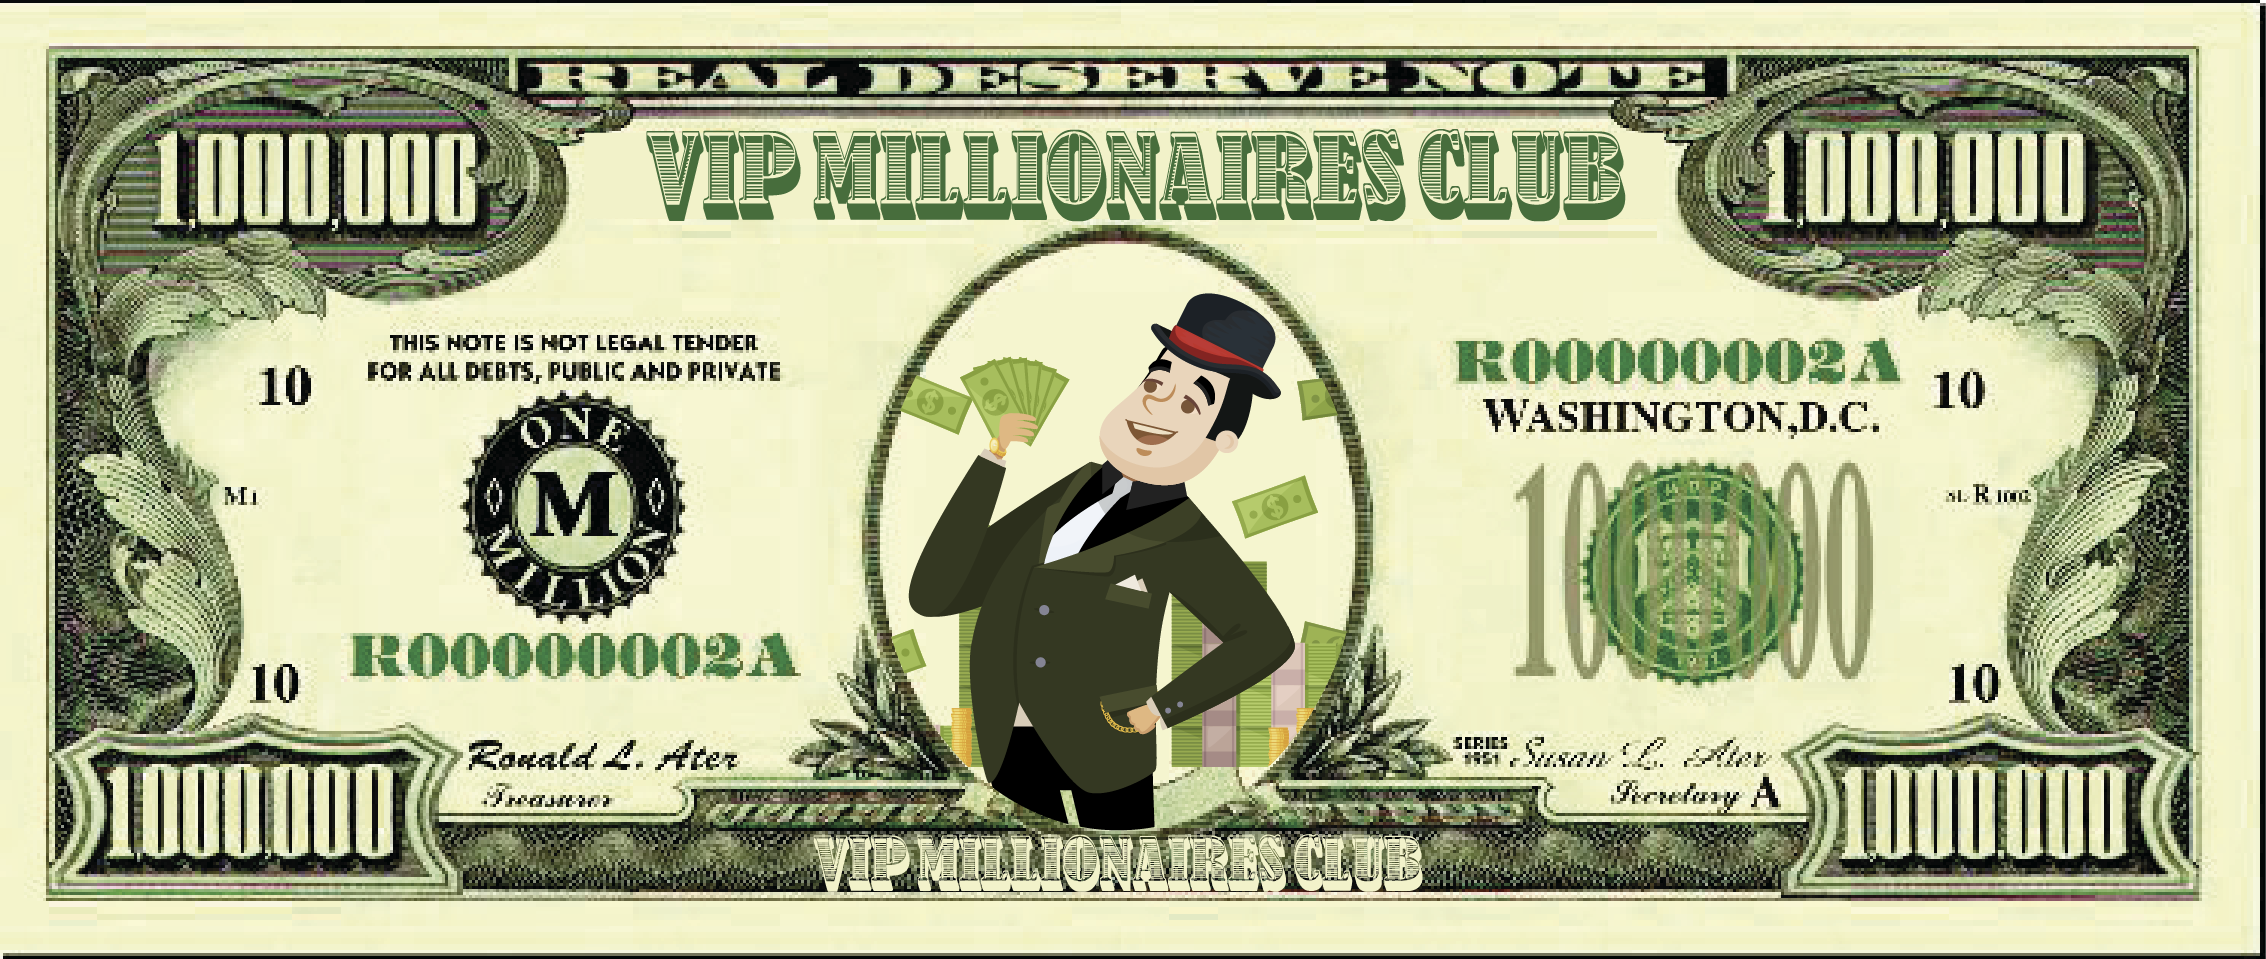 REAL DESERVE NOTE
1,000,000
VIP MILLIONAIRES CLUB
1,000,000
THIS NOTE IS NOT LEGAL TENDER
FOR ALL DEBTS, PUBLIC AND PRIVATE
10
ONE
M
MILLION
M1
R00000002A
10
R00000002A
WASHINGTON,D.C.
10
R
10
Ronald L. Ater
Treasurer
SERIES
1951
Susan L. Ater
Secretary A
1,000,000
VIP MILLIONAIRES CLUB
1,000,000